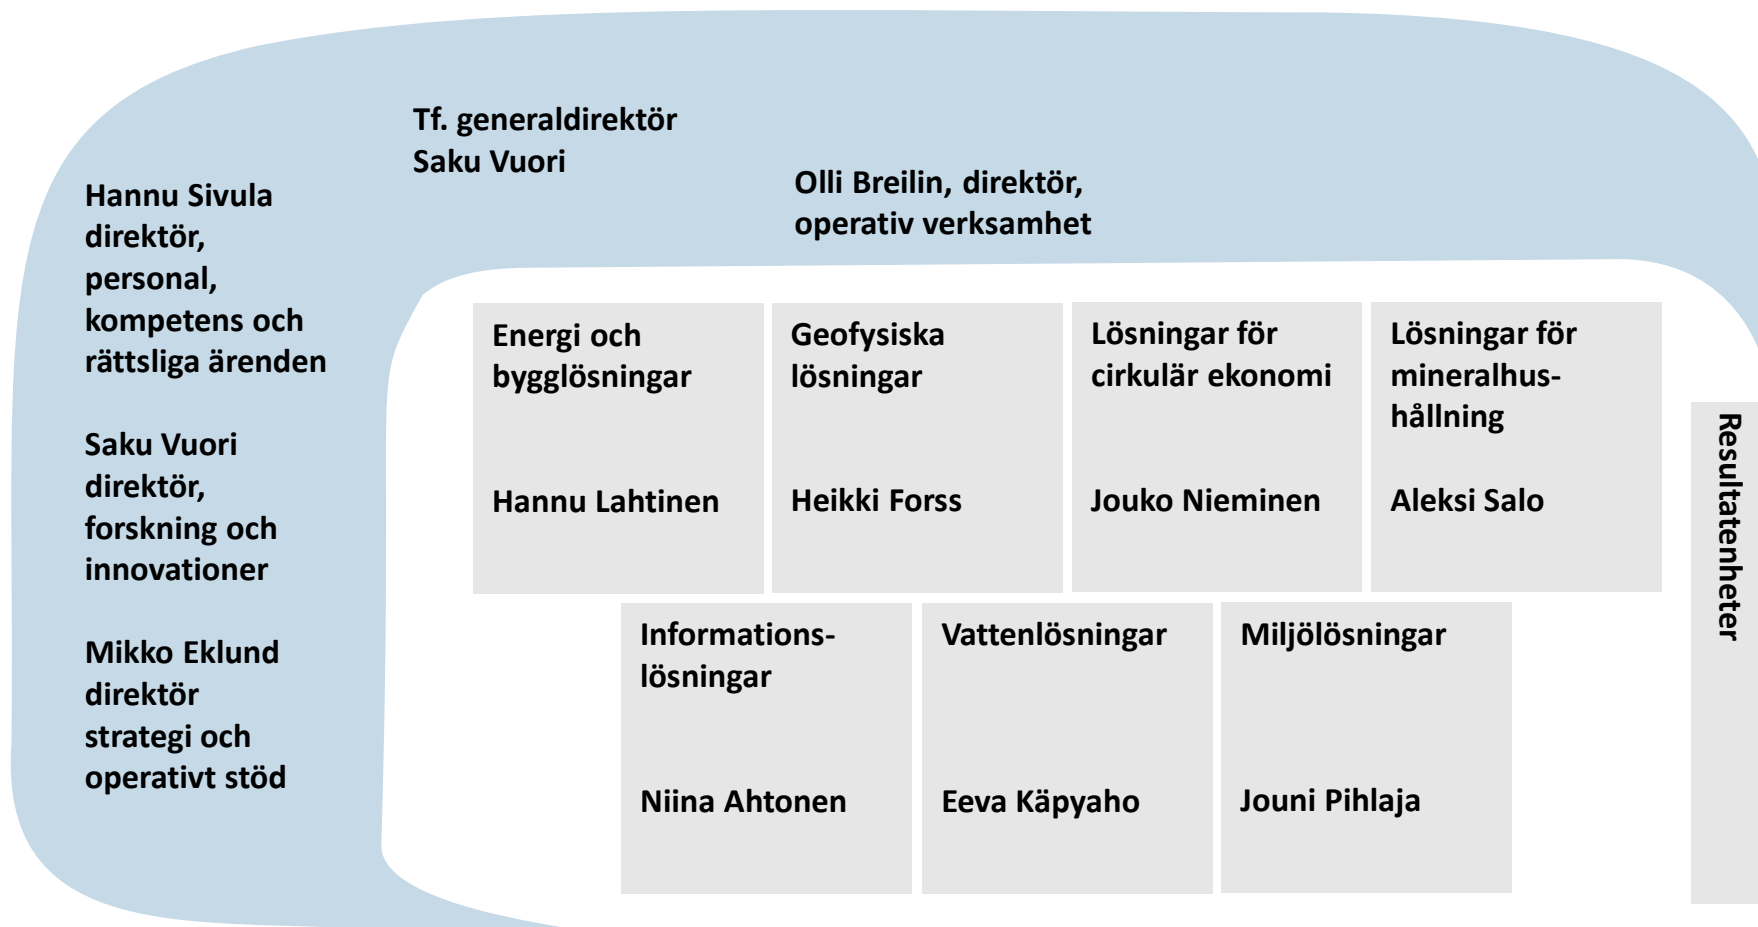 Tf. generaldirektör
Saku Vuori
Olli Breilin, direktör,
operativ verksamhet
Hannu Sivula
direktör,
personal,
kompetens och
rättsliga ärenden
Saku Vuori
direktör,
forskning och
innovationer
Mikko Eklund
direktör
strategi och
operativt stöd
Energi och
bygglösningar
Hannu Lahtinen
Geofysiska
lösningar
Heikki Forss
Lösningar för
cirkulär ekonomi
Jouko Nieminen
Lösningar för
mineralhus-
hållning
Aleksi Salo
Informations-
lösningar
Niina Ahtonen
Vattenlösningar
Eeva Käpyaho
Miljölösningar
Jouni Pihlaja
Resultatenheter